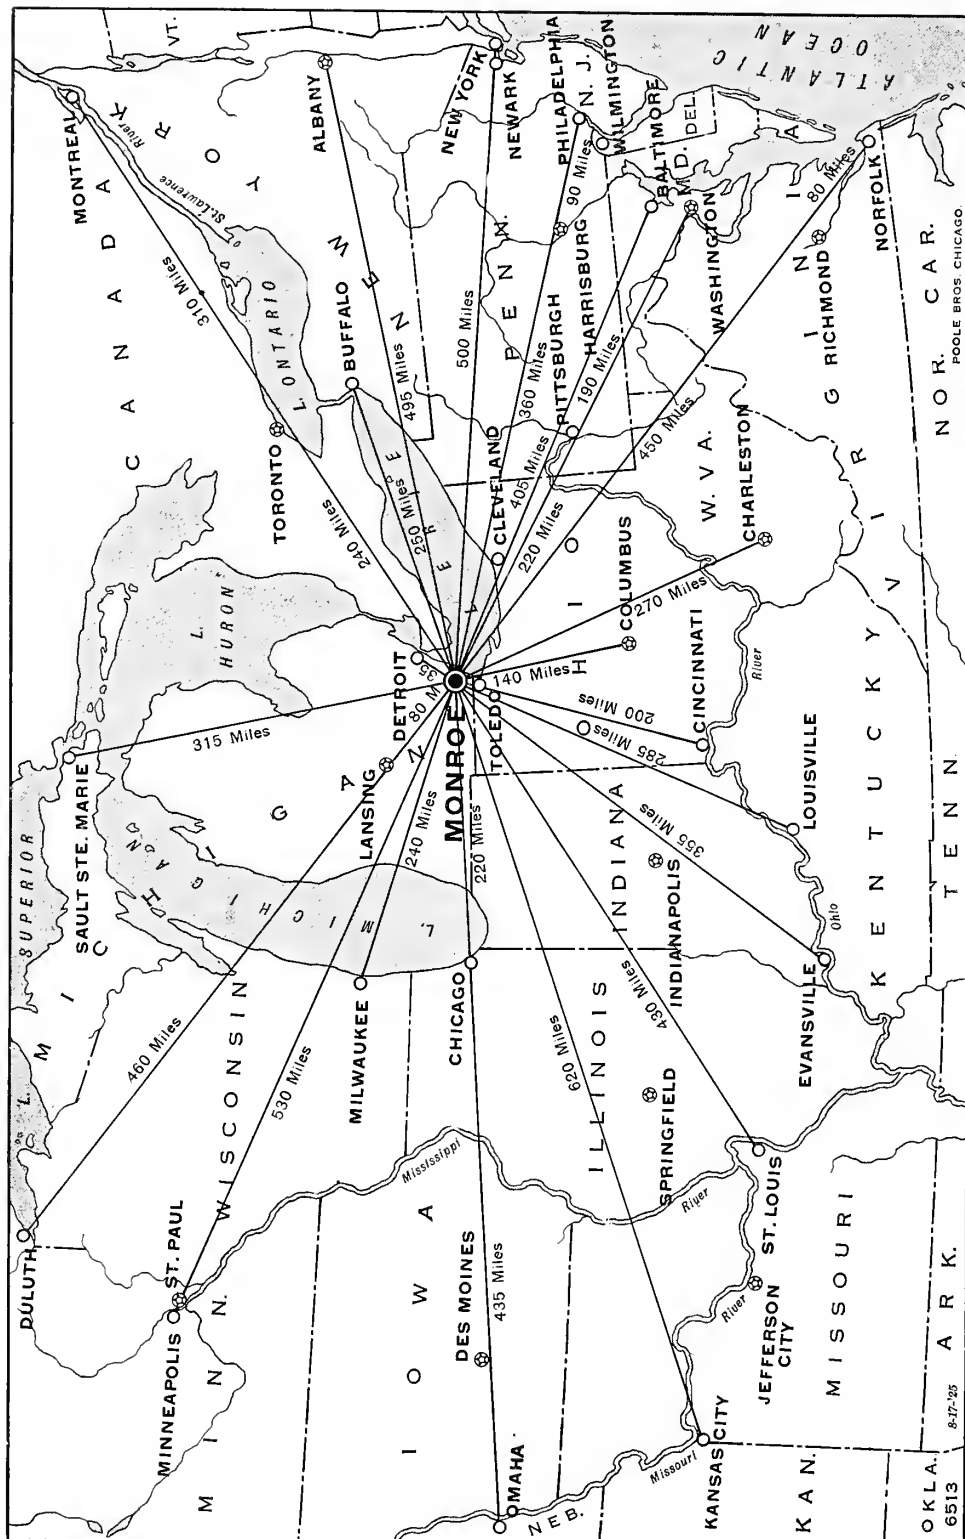 VT.
MONTREAL
River
St. Lawrence
CANADA
310 Miles
L. ONTARIO
TORONTO
240 Miles
BUFFALO
NEW YORK
ALBANY
495 Miles
NEW YORK
NEWARK
500 Miles
PENN.
PHILADELPHIA
N. J.
WILMINGTON
90 Miles
HARRISBURG
360 Miles
PITTSBURGH
BALTIMORE
MD.
DEL.
WASHINGTON
190 Miles
405 Miles
220 Miles
ATLANTIC
OCEAN
80 Miles
NORFOLK
RICHMOND
VIRGINIA
450 Miles
W. VA.
CHARLESTON
270 Miles
NOR. CAR.
POOLE BROS. CHICAGO.
L. ERIE
260 Miles
CLEVELAND
OHIO
COLUMBUS
140 Miles
L.
HURON
DETROIT
35
80 M
MONROE
TOLEDO
LANSING
315 Miles
SAULT STE. MARIE
L. SUPERIOR
MICHIGAN
AND
L. MICHIGAN
240 Miles
220 Miles
200 Miles
CINCINNATI
River
285 Miles
LOUISVILLE
355 Miles
INDIANA
INDIANAPOLIS
430 Miles
EVANSVILLE
Ohio
KENTUCKY
TENN.
460 Miles
DULUTH
WISCONSIN
530 Miles
MILWAUKEE
CHICAGO
ILLINOIS
620 Miles
SPRINGFIELD
ST. PAUL
MINNEAPOLIS
MINN.
Mississippi
River
IOWA
DES MOINES
435 Miles
OMAHA
NEB.
Missouri
River
KANSAS CITY
JEFFERSON
CITY
ST. LOUIS
MISSOURI
KAN.
OKLA.
ARK.
6513
8-17-'25